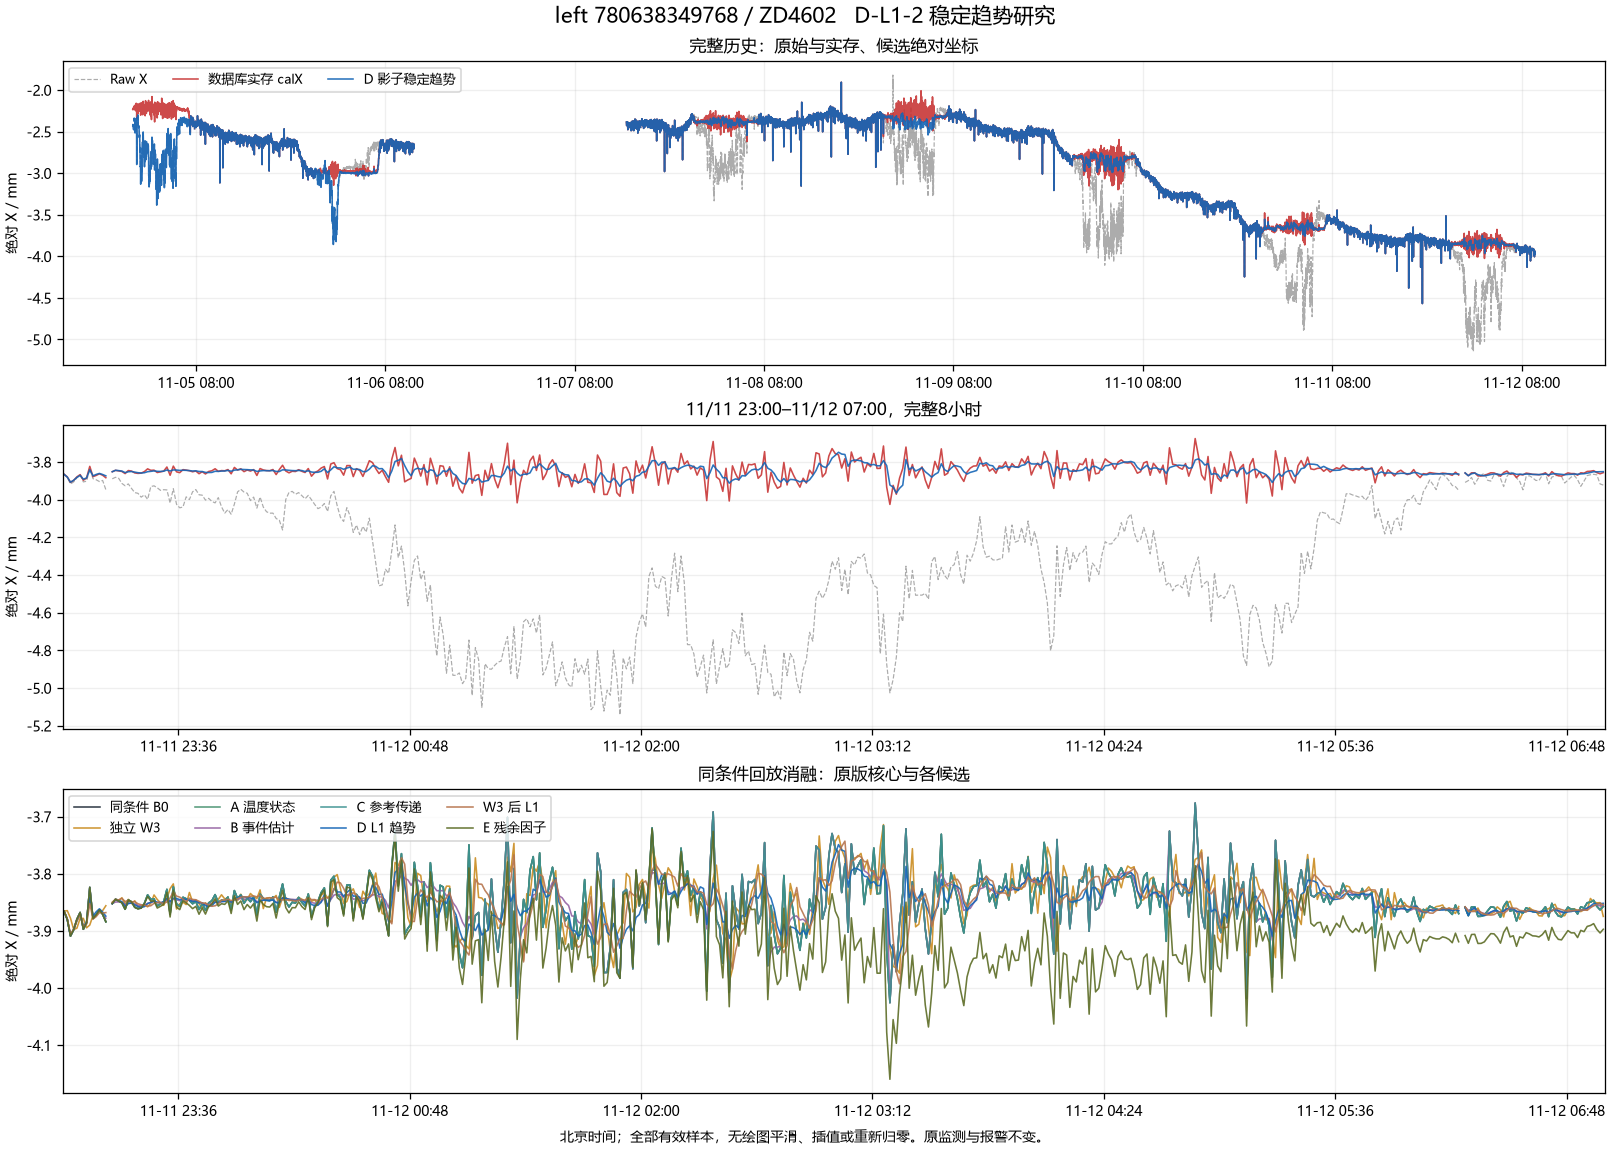 left 780638349768 / ZD4602 D-L1-2 稳定趋势研究
完整历史：原始与实存、候选绝对坐标
Raw X 数据库实存 calX D 影子稳定趋势
绝对 X / mm
-2.0
-2.5
-3.0
-3.5
-4.0
-4.5
-5.0
11-05 08:00 11-06 08:00 11-07 08:00 11-08 08:00 11-09 08:00 11-10 08:00 11-11 08:00 11-12 08:00
11/11 23:00–11/12 07:00，完整8小时
绝对 X / mm
-3.8
-4.0
-4.2
-4.4
-4.6
-4.8
-5.0
-5.2
11-11 23:36 11-12 00:48 11-12 02:00 11-12 03:12 11-12 04:24 11-12 05:36 11-12 06:48
同条件回放消融：原版核心与各候选
同条件 B0 A 温度状态 C 参考传递 W3 后 L1
独立 W3 B 事件估计 D L1 趋势 E 残余因子
绝对 X / mm
-3.7
-3.8
-3.9
-4.0
-4.1
11-11 23:36 11-12 00:48 11-12 02:00 11-12 03:12 11-12 04:24 11-12 05:36 11-12 06:48
北京时间；全部有效样本，无绘图平滑、插值或重新归零。原监测与报警不变。